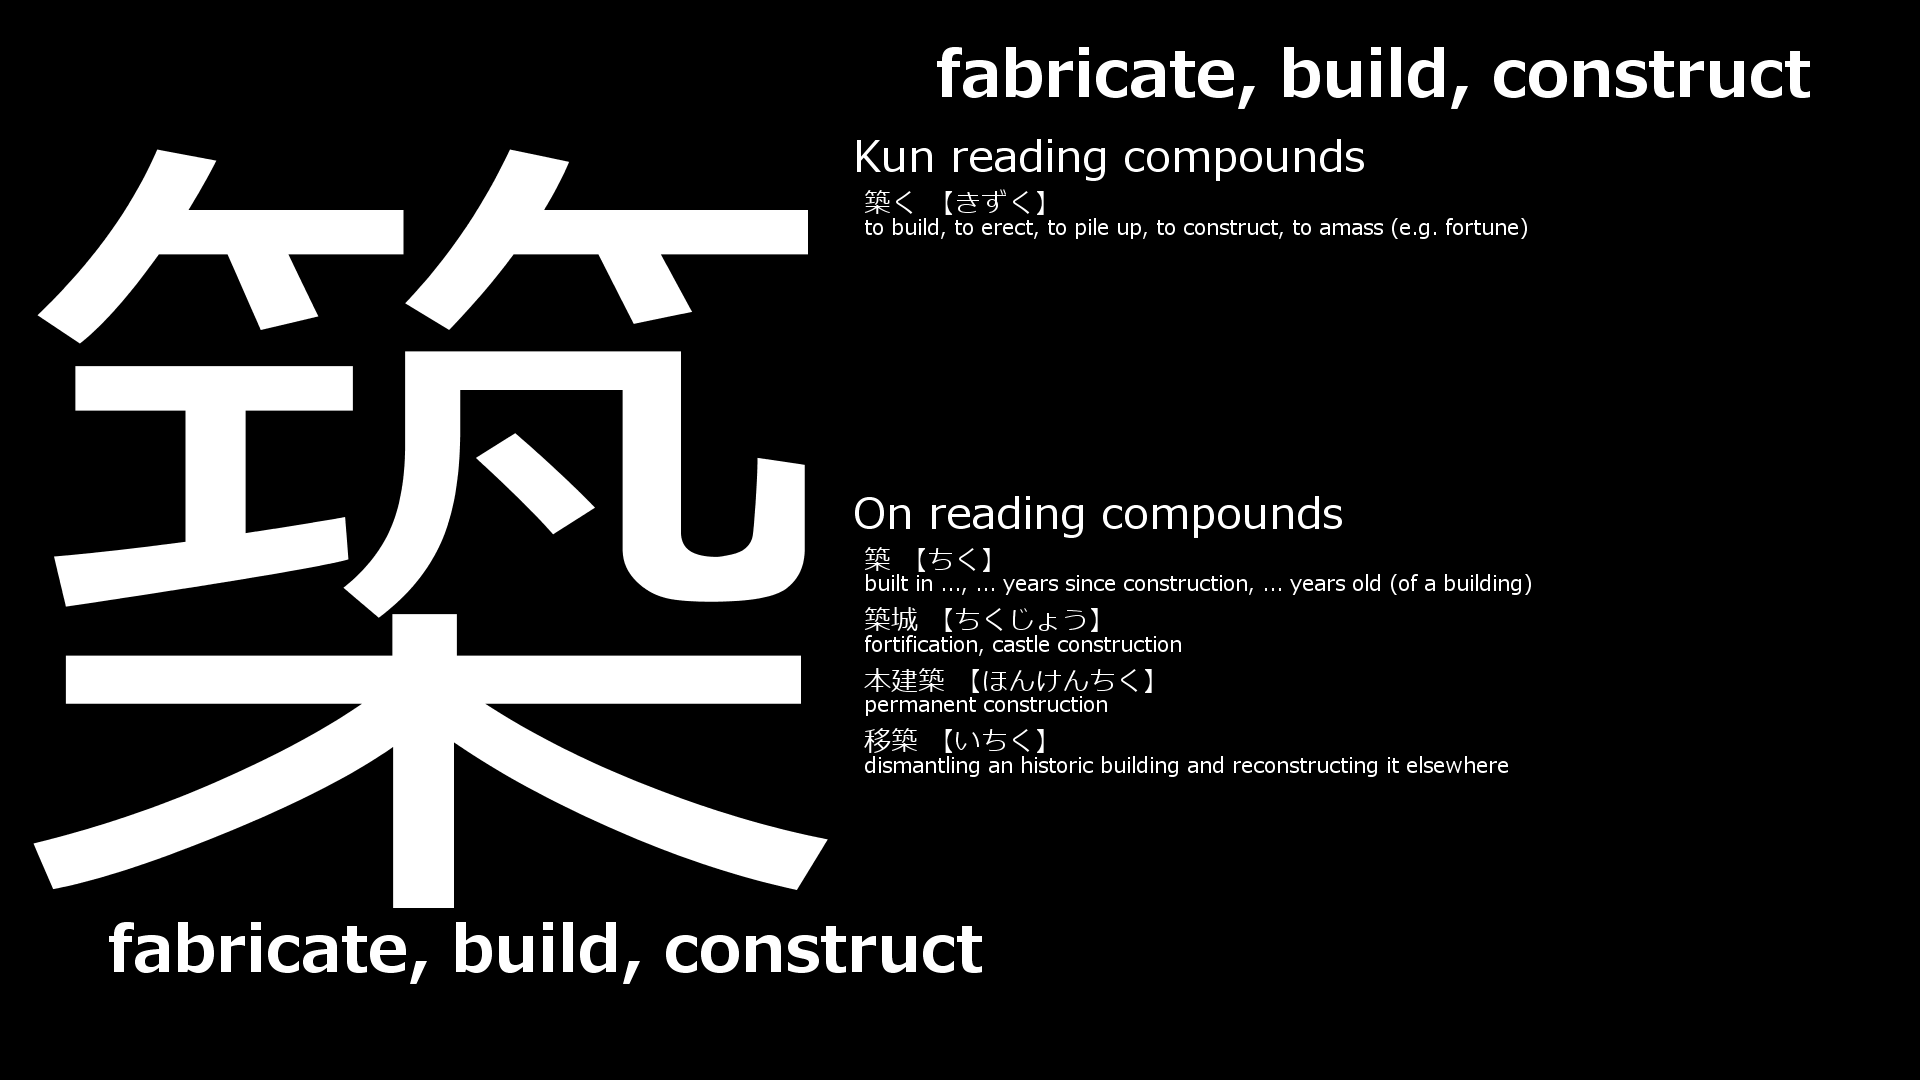 築
fabricate, build, construct
fabricate, build, construct
Kun reading compounds
築く 【きずく】
to build, to erect, to pile up, to construct, to amass (e.g. fortune)
On reading compounds
築 【ちく】
built in ..., ... years since construction, ... years old (of a building)
築城 【ちくじょう】
fortification, castle construction
本建築 【ほんけんちく】
permanent construction
移築 【いちく】
dismantling an historic building and reconstructing it elsewhere